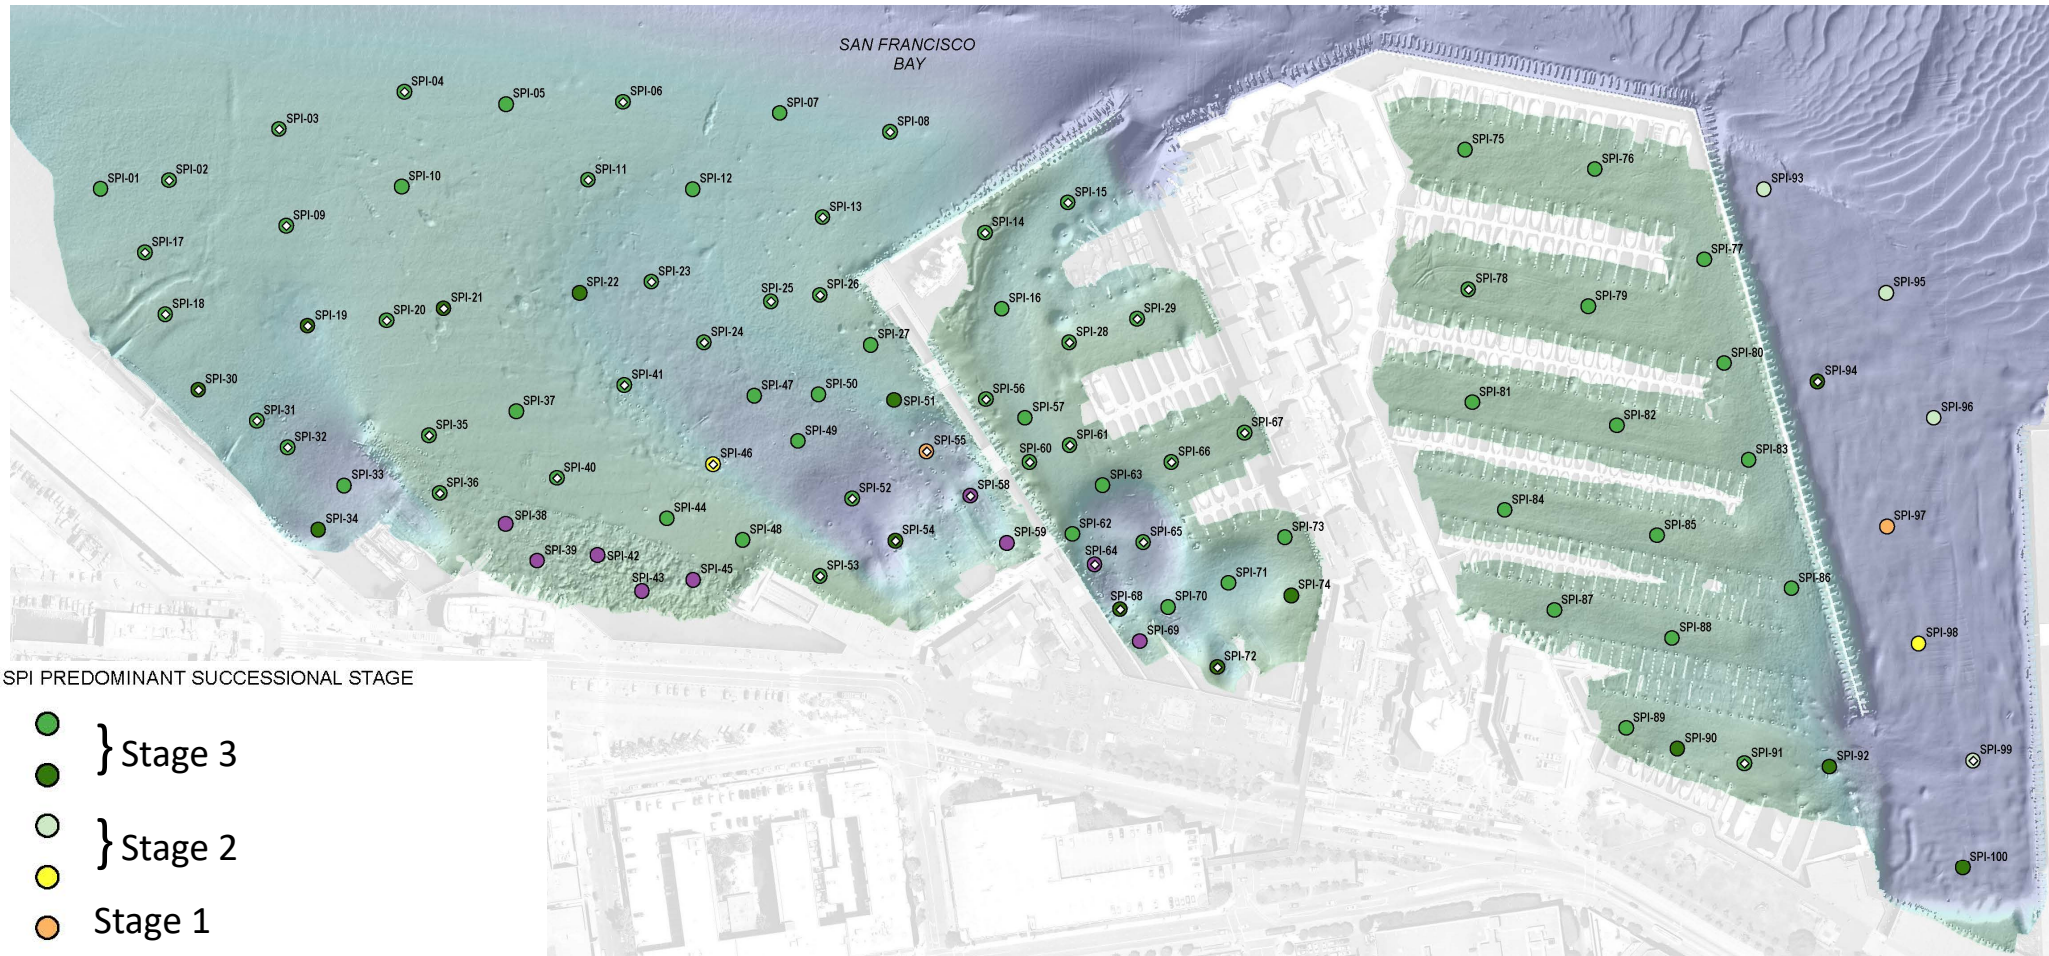 SAN FRANCISCO
BAY
SPI-04
SPI-05
SPI-06
SPI-07
SPI-08
SPI-03
SPI-01
SPI-02
SPI-10
SPI-11
SPI-12
SPI-13
SPI-09
SPI-17
SPI-18
SPI-19
SPI-20
SPI-21
SPI-22
SPI-23
SPI-24
SPI-25
SPI-26
SPI-27
SPI-14
SPI-15
SPI-16
SPI-28
SPI-29
SPI-30
SPI-31
SPI-32
SPI-33
SPI-34
SPI-35
SPI-36
SPI-37
SPI-38
SPI-39
SPI-40
SPI-41
SPI-42
SPI-43
SPI-44
SPI-45
SPI-46
SPI-47
SPI-48
SPI-49
SPI-50
SPI-51
SPI-52
SPI-53
SPI-54
SPI-55
SPI-56
SPI-57
SPI-58
SPI-59
SPI-60
SPI-61
SPI-62
SPI-63
SPI-64
SPI-65
SPI-66
SPI-67
SPI-68
SPI-69
SPI-70
SPI-71
SPI-72
SPI-73
SPI-74
SPI-75
SPI-76
SPI-77
SPI-78
SPI-79
SPI-80
SPI-81
SPI-82
SPI-83
SPI-84
SPI-85
SPI-86
SPI-87
SPI-88
SPI-89
SPI-90
SPI-91
SPI-92
SPI-93
SPI-94
SPI-95
SPI-96
SPI-97
SPI-98
SPI-99
SPI-100
SPI PREDOMINANT SUCCESSIONAL STAGE
} Stage 3
} Stage 2
Stage 1